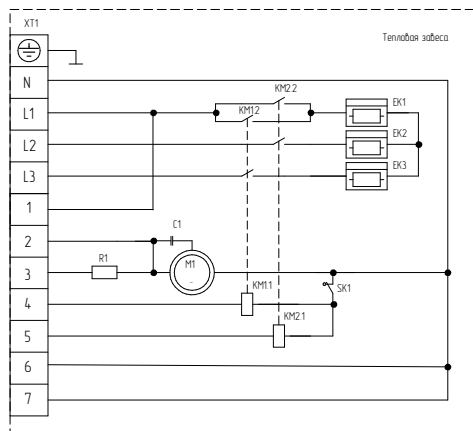 XT1
Тепловая завеса
N
KM2.2
L1
KM1.2
EK1
L2
EK2
L3
EK3
1
2
C1
3
R1
M1
~
SK1
4
KM1.1
5
KM2.1
6
7